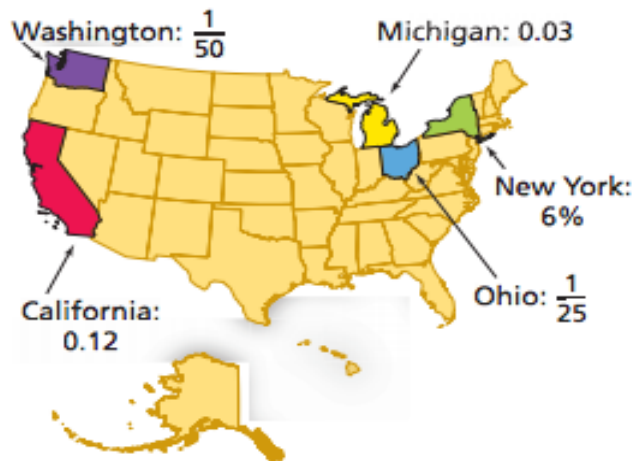 Washington: 1/50
Michigan: 0.03
New York:
6%
Ohio: 1/25
California:
0.12